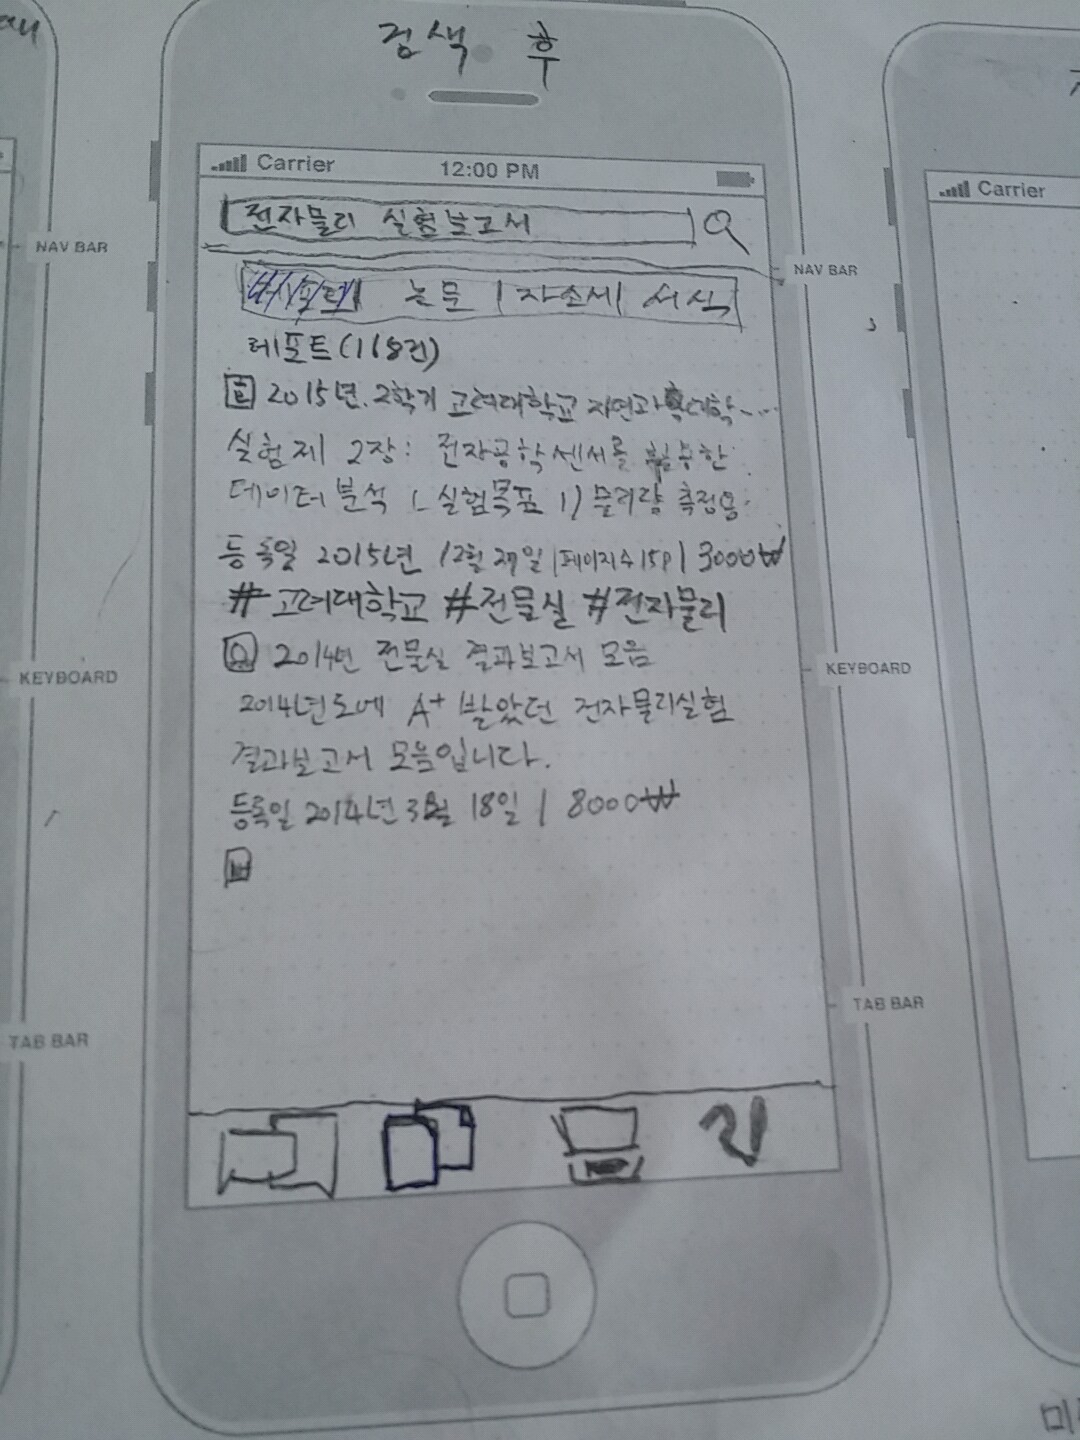 검색 후
Carrier 12:00 PM
전자물리 실험보고서
NAV BAR
NAV BAR
Carrier
레포트 | 논문 | 자소서 | 서식
레포트(118건)
2015년.2학기 고려대학교 자연과학대학....
실험제 2장: 전자공학센서를 한
데이터분석 실험목표 1) 물리량 측정용
등록일 2015년 12월 29일 |페이지수 15p | 3000₩
#고려대학교 #전물실 #전자물리
KEYBOARD
KEYBOARD
2014년 전물실 결과보고서 모음
2014년도에 A+ 받았던 전자물리실험
결과보고서 모음입니다.
등록일 2014년 3월 18일 | 8000₩
TAB BAR
TAB BAR